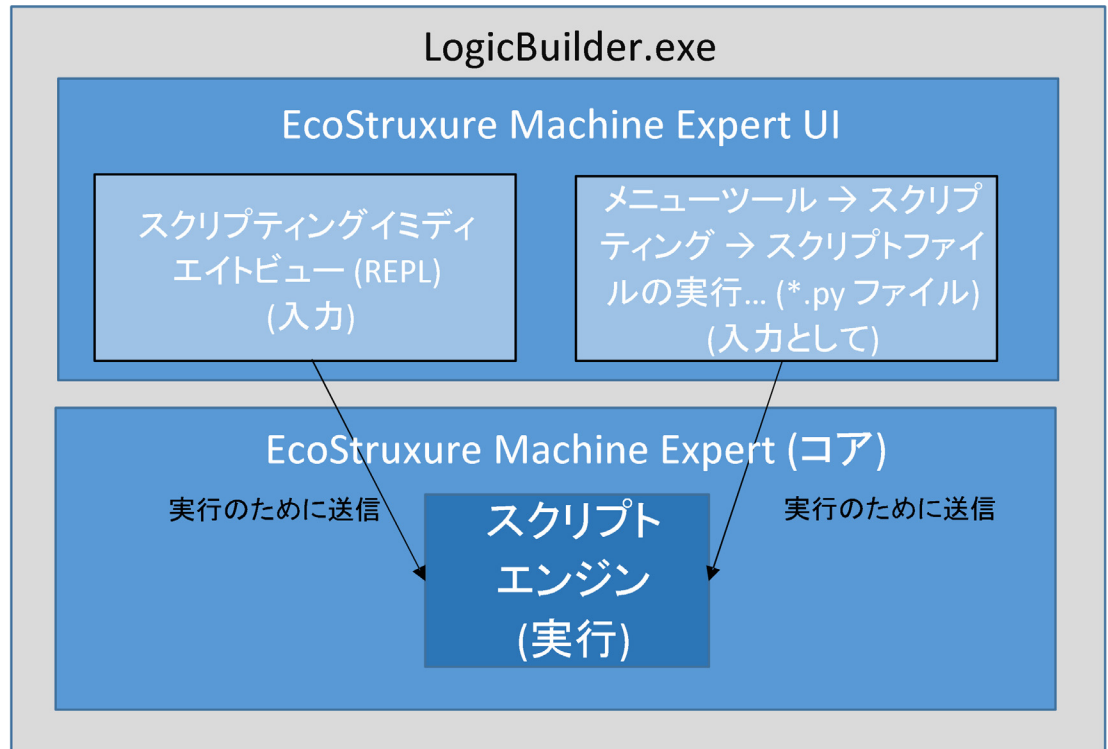 LogicBuilder.exe
EcoStruxure Machine Expert UI
スクリプティングイミディ
エイトビュー (REPL)
(入力)
メニューツール → スクリプ
ティング → スクリプトファイ
ルの実行... (*.py ファイル)
(入力として)
EcoStruxure Machine Expert (コア)
実行のために送信
実行のために送信
スクリプト
エンジン
(実行)